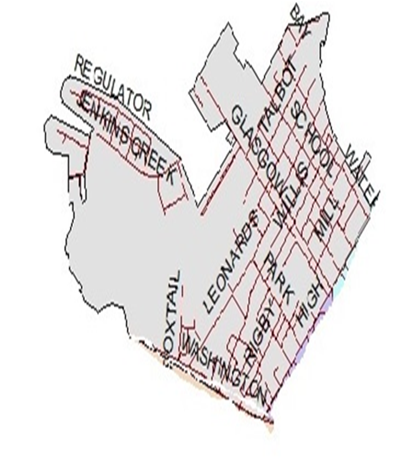 BAY
REGULATOR
JENKINS CREEK
TALBOT
GLASGOW
SCHOOL
WATER
WILLIS
MILL
LEONARDS
PARK
HIGH
RIGBY
FOXTAIL
WASHINGTON